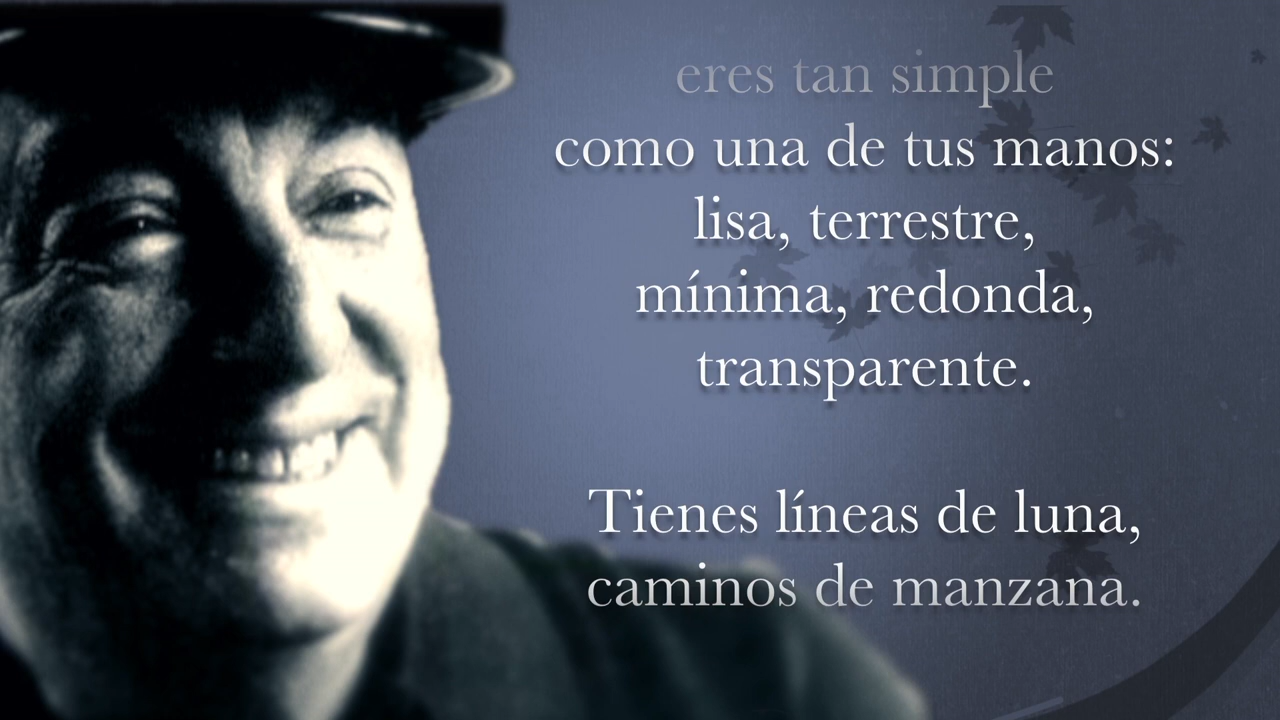 eres tan simple
como una de tus manos:
lisa, terrestre,
mínima, redonda,
transparente.
Tienes líneas de luna,
caminos de manzana.